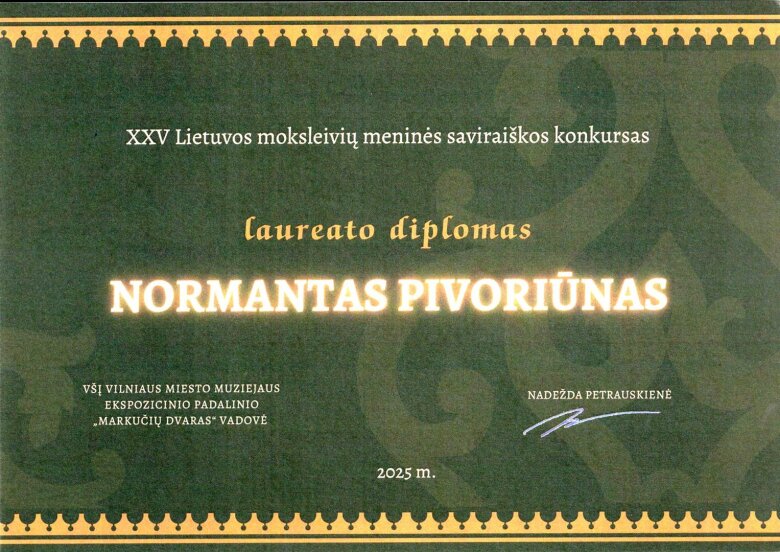 XXV Lietuvos moksleivių meninės saviraiškos konkursas
laureato diplomas
NORMANTAS PIVORIŪNAS
VŠĮ VILNIAUS MIESTO MUZIEJAUS
EKSPOZICINIO PADALINIO
„MARKUČIŲ DVARAS“ VADOVĖ
NADEŽDA PETRAUSKIENĖ
2025 m.